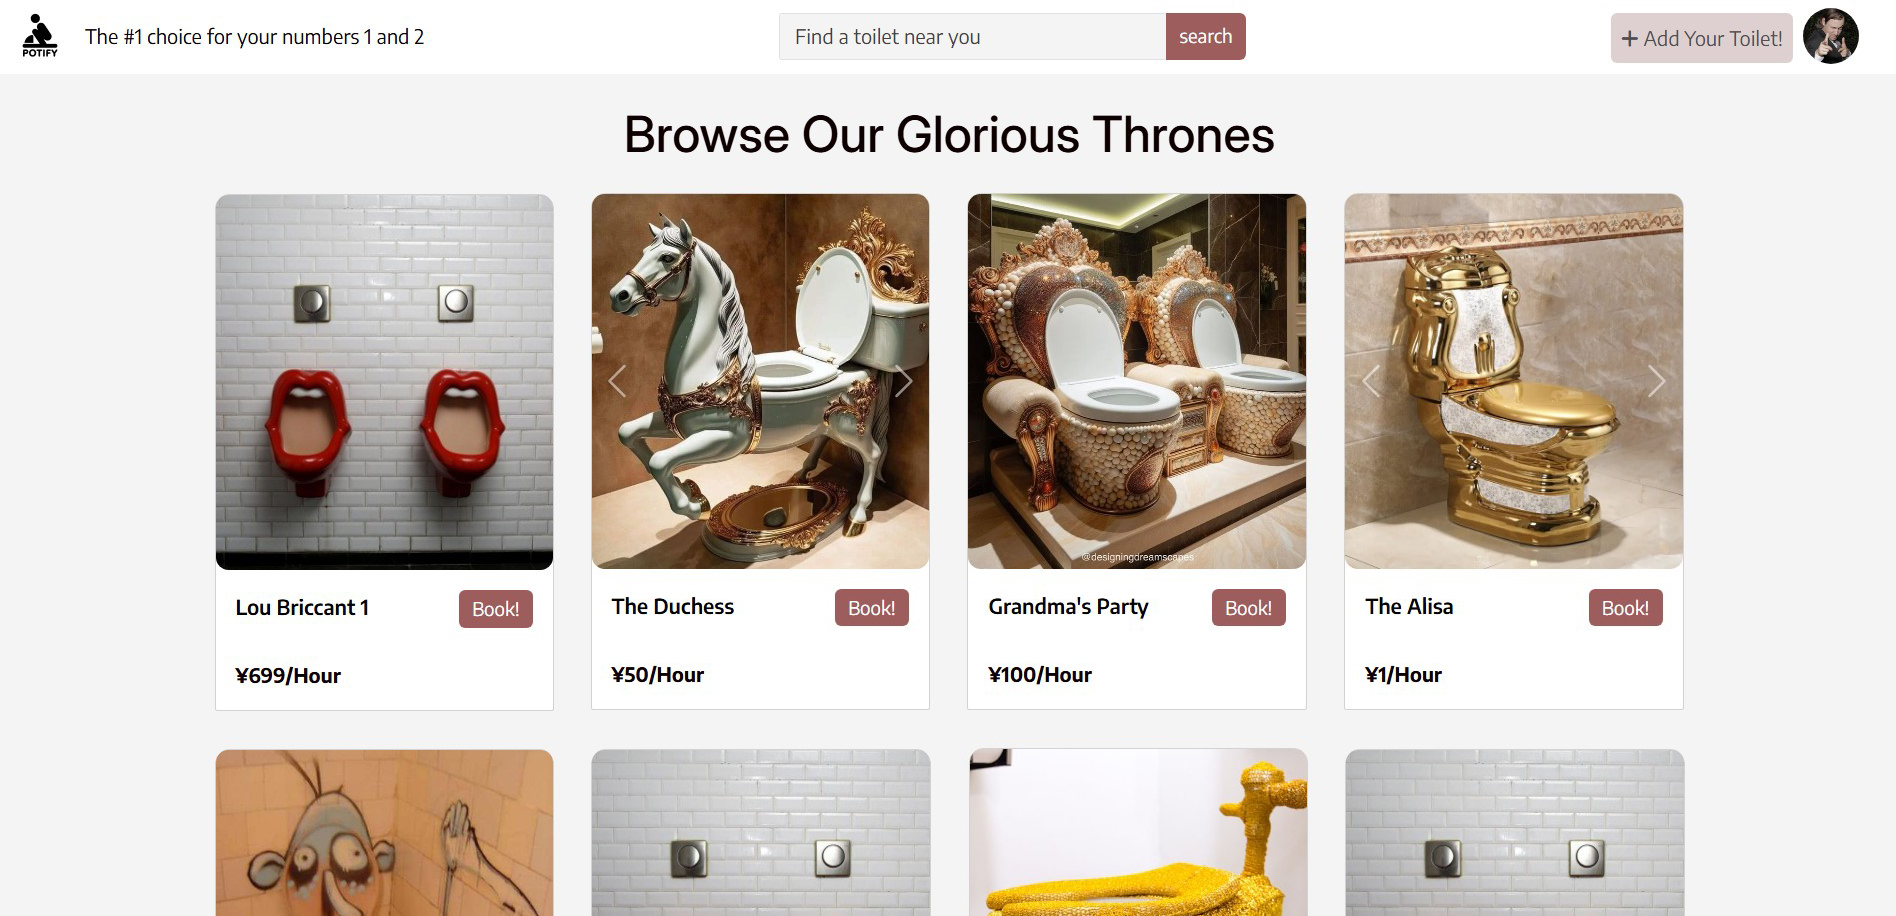 POTIFY
The #1 choice for your numbers 1 and 2
Find a toilet near you
search
+ Add Your Toilet!
Browse Our Glorious Thrones
@designingdreamscapes
Lou Briccant 1
Book!
¥699/Hour
The Duchess
Book!
¥50/Hour
Grandma's Party
Book!
¥100/Hour
The Alisa
Book!
¥1/Hour